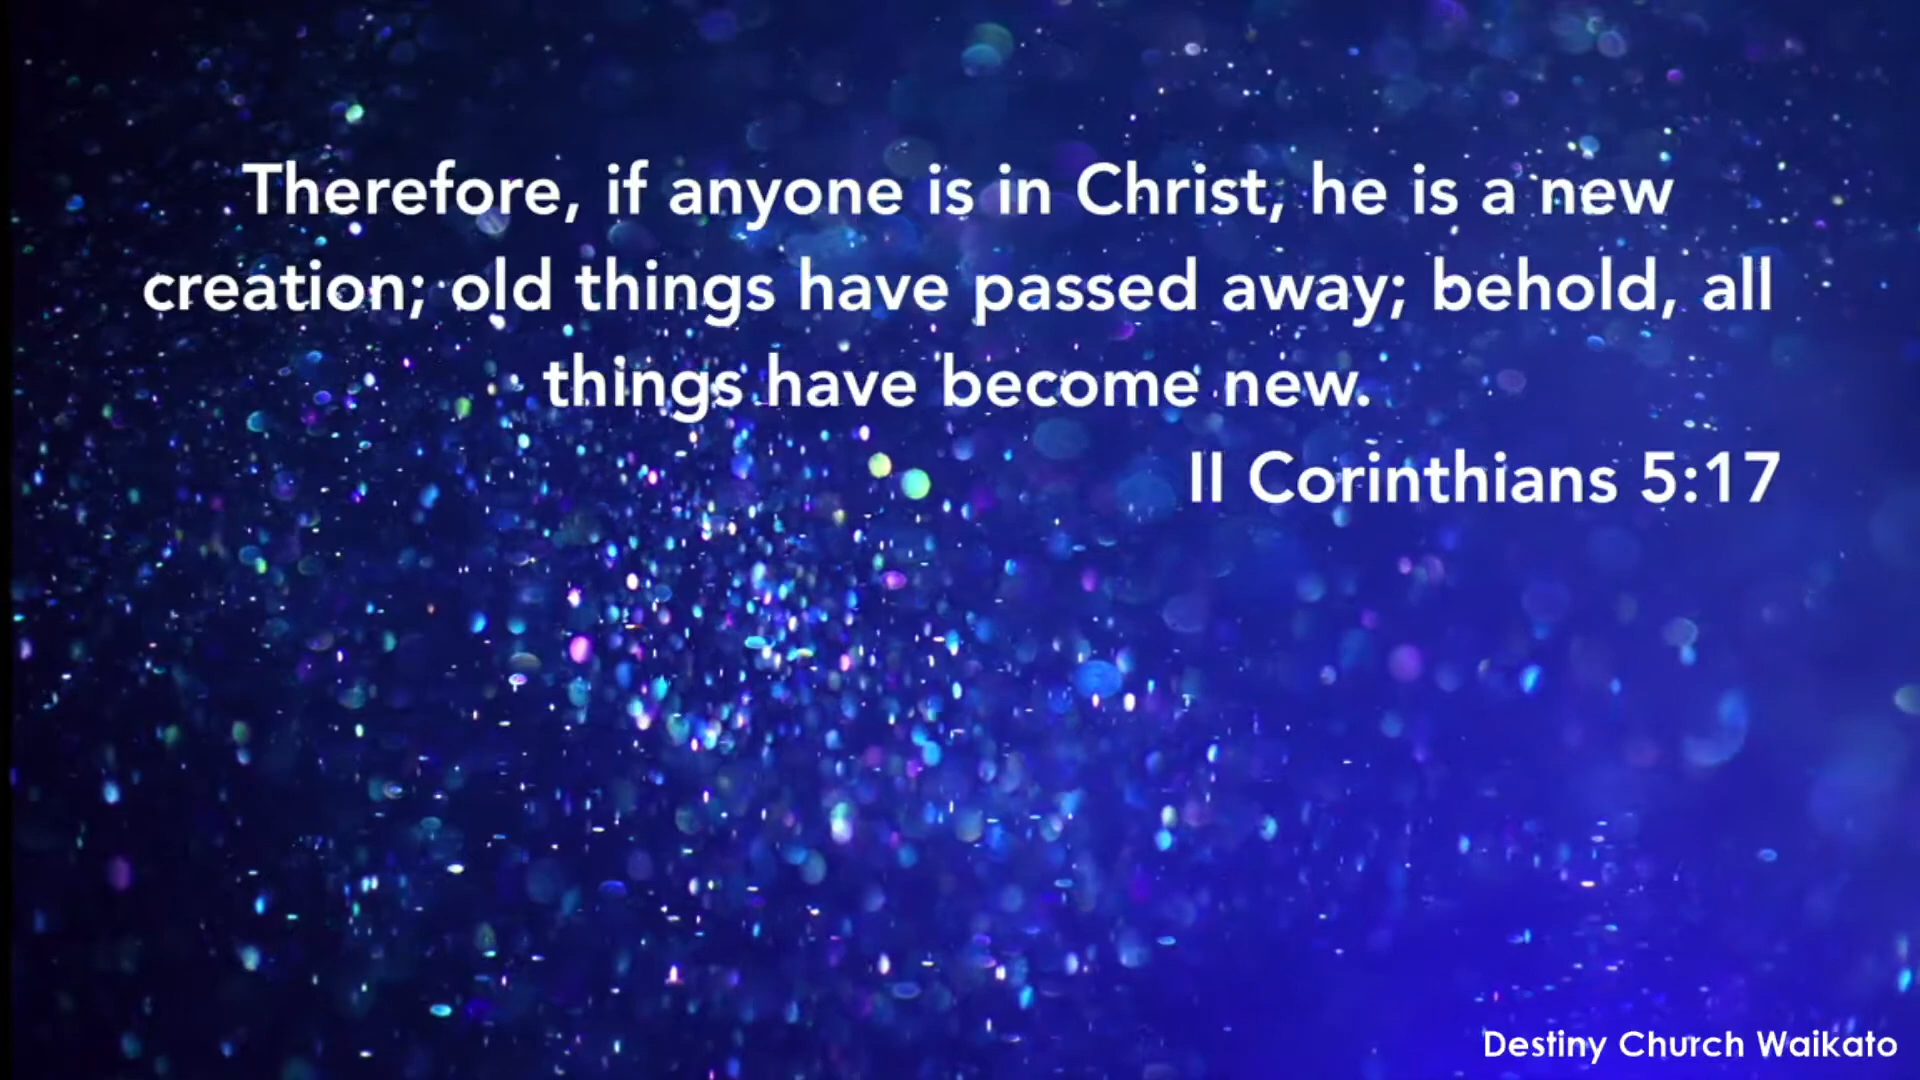 Therefore, if anyone is in Christ, he is a new
creation; old things have passed away; behold, all
things have become new.
II Corinthians 5:17
Destiny Church Waikato